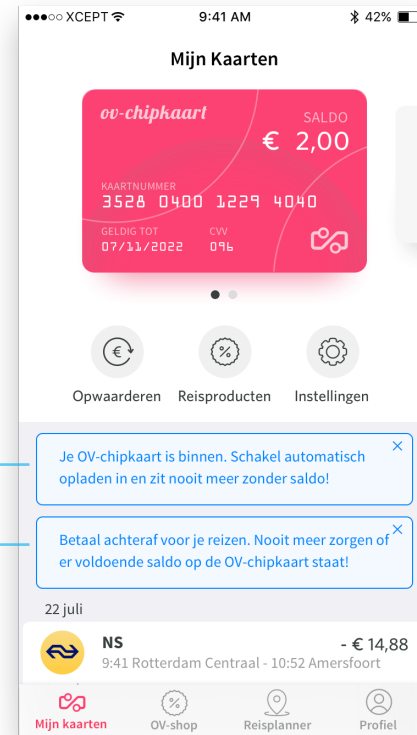 XCEPT 9:41 AM 42%
Mijn Kaarten
ov-chipkaart
SALDO
€ 2,00
KAARTNUMMER
3528 0400 1229 4040
GELDIG TOT CVV
07/11/2022 096
Opwaarderen Reisproducten Instellingen
Je OV-chipkaart is binnen. Schakel automatisch
opladen in en zit nooit meer zonder saldo!
Betaal achteraf voor je reizen. Nooit meer zorgen of
er voldoende saldo op de OV-chipkaart staat!
22 juli
NS - € 14,88
9:41 Rotterdam Centraal - 10:52 Amersfoort
Mijn kaarten OV-shop Reisplanner Profiel